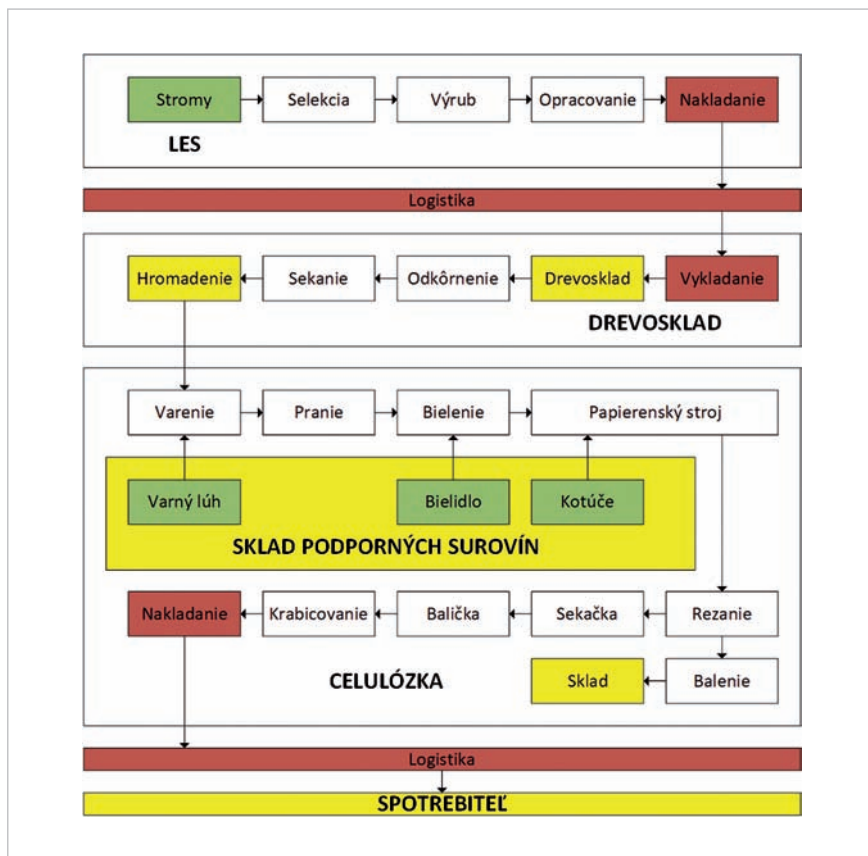 Stromy
Selekcia
Výrub
Opracovanie
Nakladanie
LES
Logistika
Hromadenie
Sekanie
Odkôrnenie
Drevosklad
Vykladanie
DREVOSKLAD
Varenie
Pranie
Bielenie
Papierenský stroj
Varný lúh
Bielidlo
Kotúče
SKLAD PODPORNÝCH SUROVÍN
Nakladanie
Krabicovanie
Balička
Sekačka
Rezanie
CELULÓZKA
Sklad
Balenie
Logistika
SPOTREBITEĽ